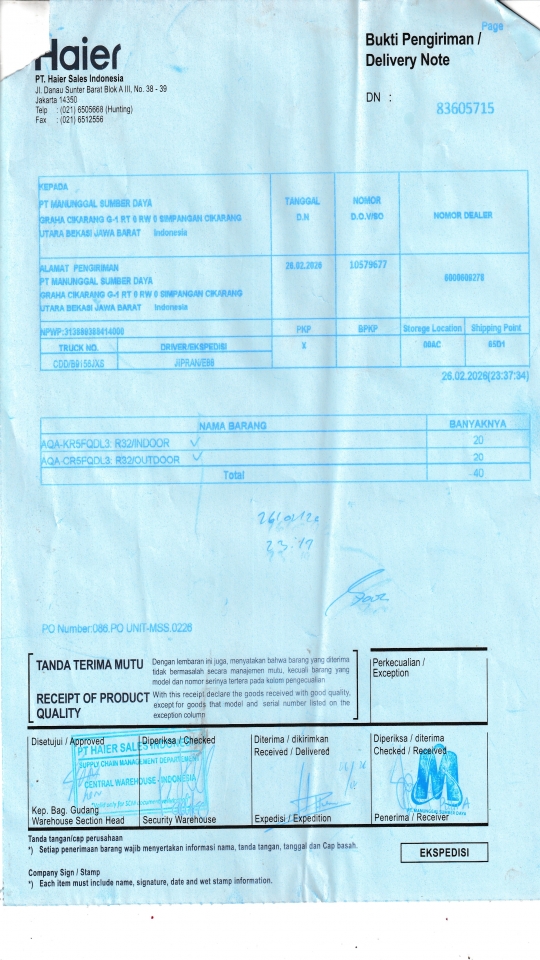 Page
Haier
Bukti Pengiriman /
Delivery Note
PT. Haier Sales Indonesia
Jl. Danau Sunter Barat Blok A III, No. 38 - 39
Jakarta 14350
Telp : (021) 6505668 (Hunting)
Fax : (021) 6512556
DN : 83605715
KEPADA
PT MANUNGGAL SUMBER DAYA
GRAHA CIKARANG G-1 RT 0 RW 0 SIMPANGAN CIKARANG
UTARA BEKASI JAWA BARAT Indonesia
TANGGAL
D.N
NOMOR
D.O.V/SO
NOMOR DEALER
ALAMAT PENGIRIMAN
PT MANUNGGAL SUMBER DAYA
GRAHA CIKARANG G-1 RT 0 RW 0 SIMPANGAN CIKARANG
UTARA BEKASI JAWA BARAT Indonesia
26.02.2026
10579677
NPWP:
PKP
BPKP
Storege Location
Shipping Point
TRUCK NO.
DRIVER/EKSPEDISI
X
00AC
85D1
26.02.2026(23:37:34)
NAMA BARANG
BANYAKNYA
AQA-KR5FQDL3: R32/INDOOR 20
AQA-CR5FQDL3: R32/OUTDOOR 20
Total 40
PO Number:086.PO UNIT-MSS.0226
TANDA TERIMA MUTU
Dengan lembaran ini juga, menyatakan bahwa barang yang diterima
tidak bermasalah secara manajemen mutu, kecuali barang yang
model dan nomor serinya tertera pada kolom pengecualian
RECEIPT OF PRODUCT
QUALITY
With this receipt declare the goods received with good quality,
except for goods that model and serial number listed on the
exception column
Perkecualian /
Exception
Disetujui / Approved
Diperiksa / Checked
Diterima / dikirimkan
Received / Delivered
Diperiksa / diterima
Checked / Received
PT HAIER SALES INDONESIA
SUPPLY CHAIN MANAGEMENT DEPARTMENT
CENTRAL WAREHOUSE - INDONESIA
PT. MANUNGGAL SUMBER DAYA
Kep. Bag. Gudang
Warehouse Section Head
Security Warehouse
Expedisi / Expedition
Penerima / Receiver
Tanda tangan/cap perusahaan
*) Setiap penerimaan barang wajib menyertakan informasi nama, tanda tangan, tanggal dan Cap basah.
EKSPEDISI
Company Sign / Stamp
*) Each item must include name, signature, date and wet stamp information.